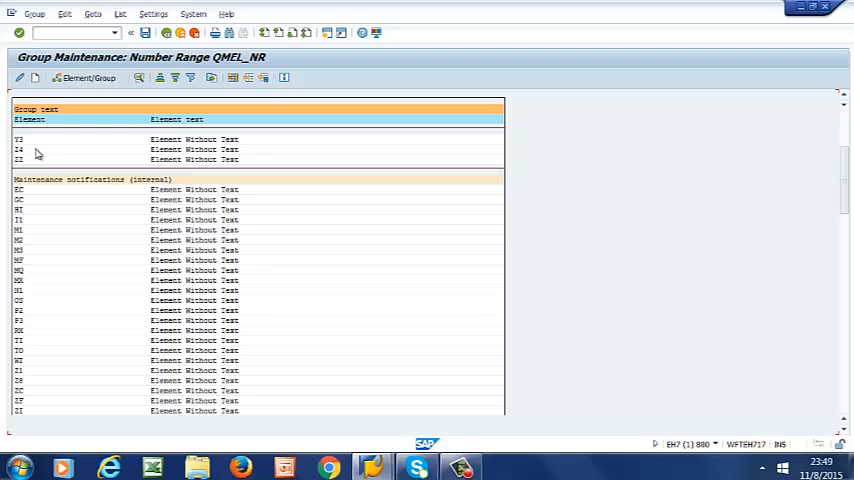 Group Edit Goto List Settings System Help
Group Maintenance: Number Range QMEL_NR
Element/Group
Group text
Element Element text
Y3 Element Without Text
Z4 Element Without Text
ZZ Element Without Text
Maintenance notifications (internal)
EC Element Without Text
GC Element Without Text
HI Element Without Text
I1 Element Without Text
M1 Element Without Text
M2 Element Without Text
M3 Element Without Text
MF Element Without Text
MQ Element Without Text
MX Element Without Text
N1 Element Without Text
OS Element Without Text
P2 Element Without Text
P3 Element Without Text
RX Element Without Text
TI Element Without Text
TO Element Without Text
WI Element Without Text
Z1 Element Without Text
Z8 Element Without Text
ZC Element Without Text
ZF Element Without Text
ZI Element Without Text
SAP
EH7 (1) 800 WFTEH717 INS
23:49
11/8/2015